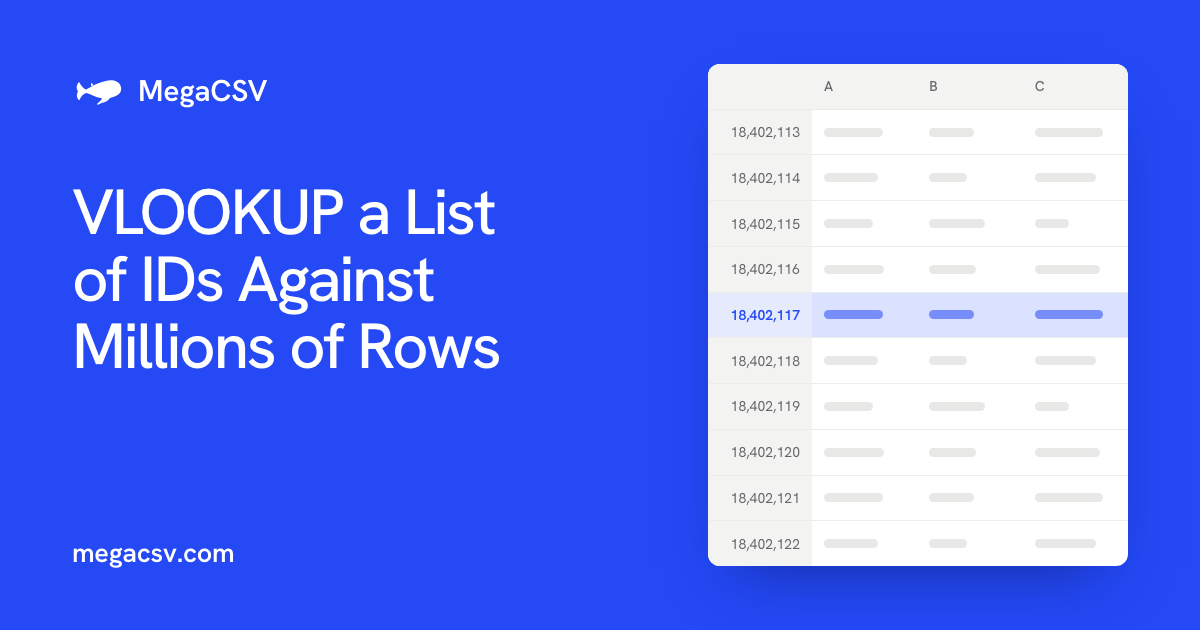 MegaCSV
VLOOKUP a List
of IDs Against
Millions of Rows
megacsv.com
A B C
18,402,113
18,402,114
18,402,115
18,402,116
18,402,117
18,402,118
18,402,119
18,402,120
18,402,121
18,402,122